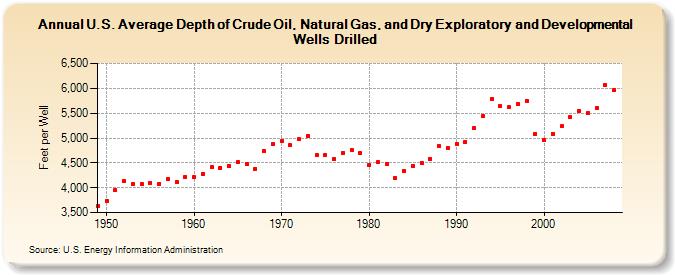 Annual U.S. Average Depth of Crude Oil, Natural Gas, and Dry Exploratory and Developmental
Wells Drilled
Feet per Well
6,500
6,000
5,500
5,000
4,500
4,000
3,500
1950 1960 1970 1980 1990 2000
Source: U.S. Energy Information Administration